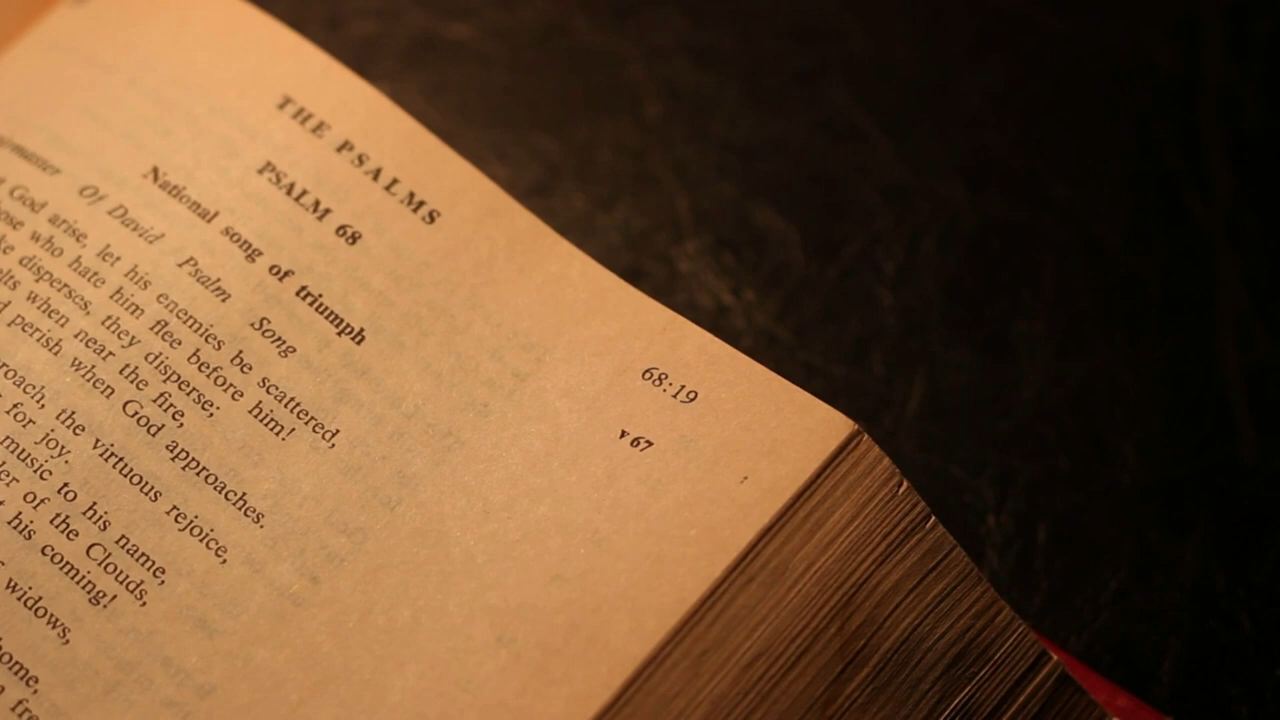 THE PSALMS
68:19
PSALM 68
v 67
National song of triumph
Of David Psalm Song
God arise, let his enemies be scattered,
who hate him flee before him!
disperses, they disperse;
when near the fire,
perish when God approaches.
the virtuous rejoice,
for joy.
music to his name,
of the Clouds,
his coming!
widows,